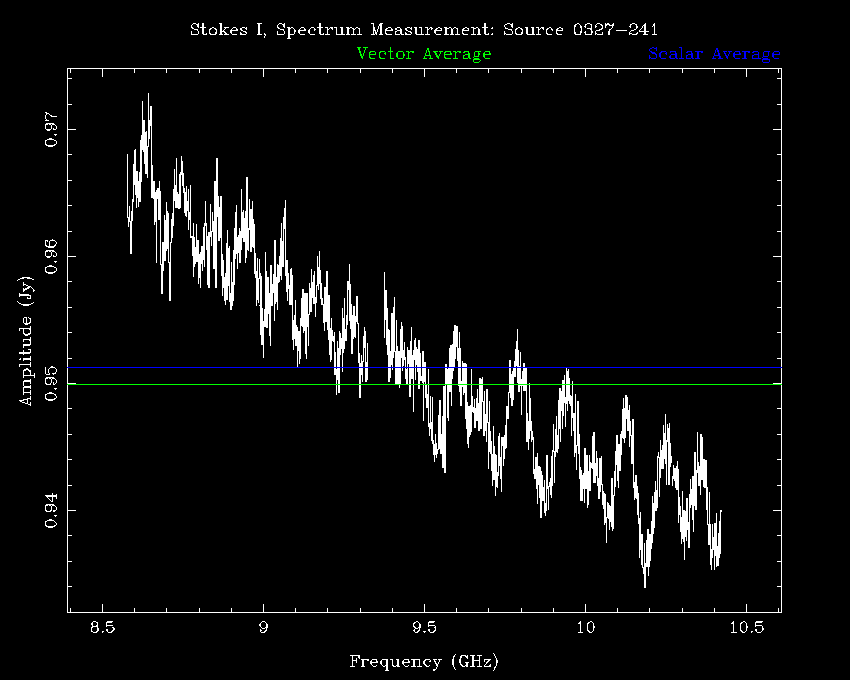 Stokes I, Spectrum Measurement: Source 0327-241
Vector Average Scalar Average
0.97
0.96
0.95
0.94
Amplitude (Jy)
8.5 9 9.5 10 10.5
Frequency (GHz)